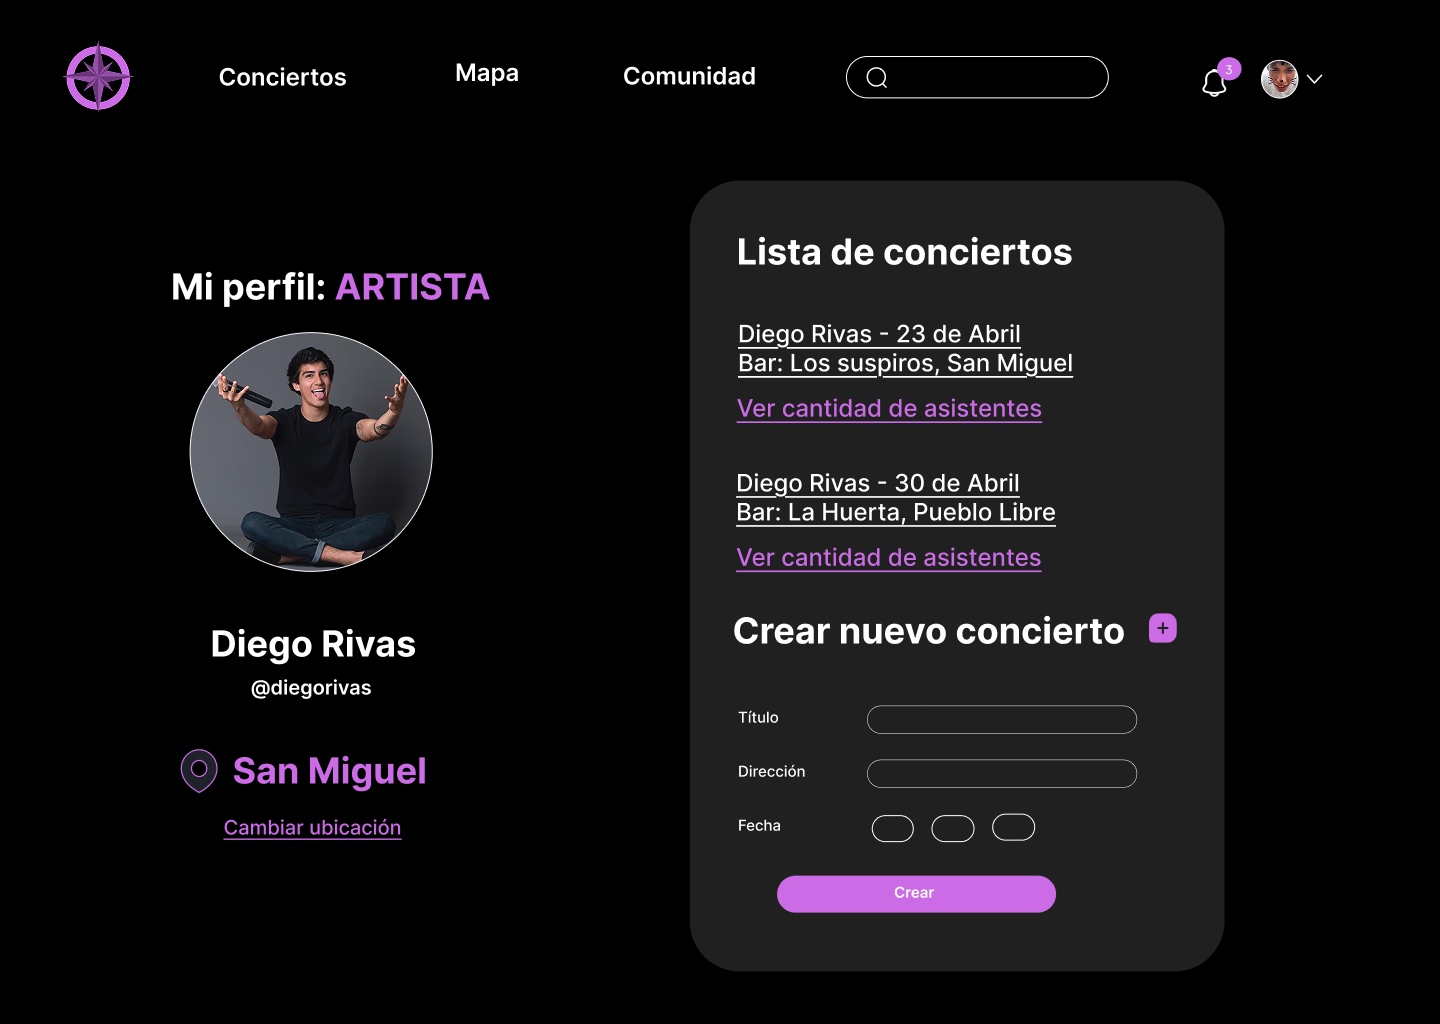 Conciertos
Mapa
Comunidad
3
Mi perfil: ARTISTA
Diego Rivas
@diegorivas
San Miguel
Cambiar ubicación
Lista de conciertos
Diego Rivas - 23 de Abril
Bar: Los suspiros, San Miguel
Ver cantidad de asistentes
Diego Rivas - 30 de Abril
Bar: La Huerta, Pueblo Libre
Ver cantidad de asistentes
Crear nuevo concierto
+
Título
Dirección
Fecha
Crear